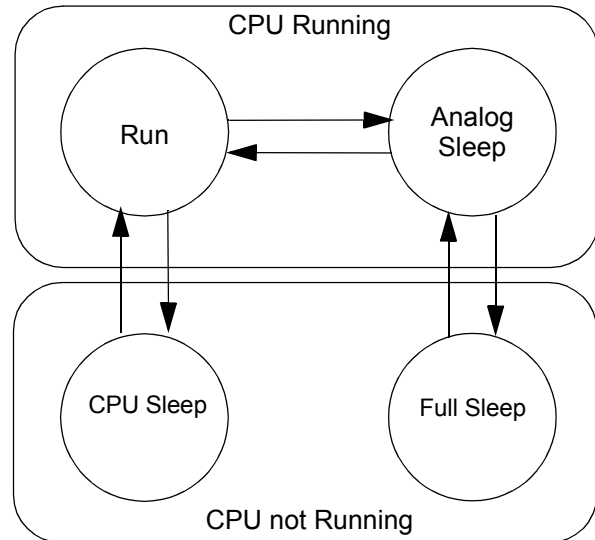 CPU Running
Run
Analog
Sleep
CPU Sleep
Full Sleep
CPU not Running